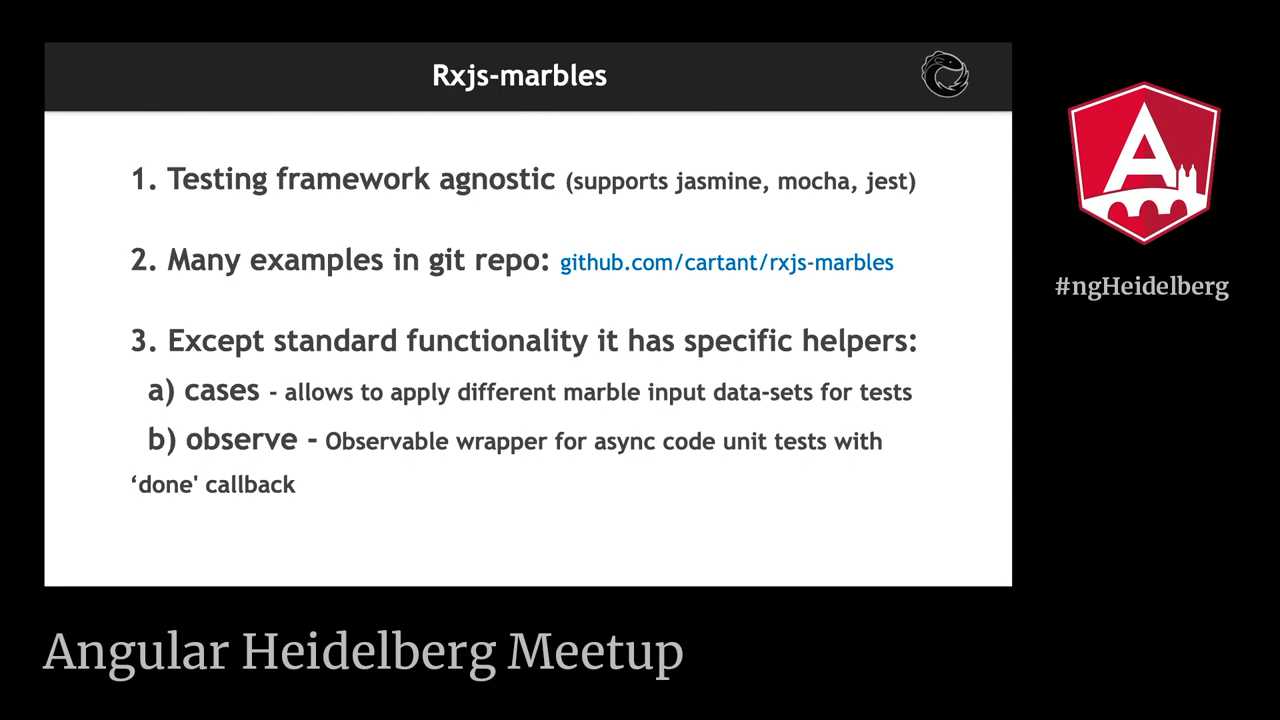 Rxjs-marbles
1. Testing framework agnostic (supports jasmine, mocha, jest)
2. Many examples in git repo: github.com/cartant/rxjs-marbles
3. Except standard functionality it has specific helpers:
a) cases - allows to apply different marble input data-sets for tests
b) observe - Observable wrapper for async code unit tests with
‘done' callback
A
#ngHeidelberg
Angular Heidelberg Meetup